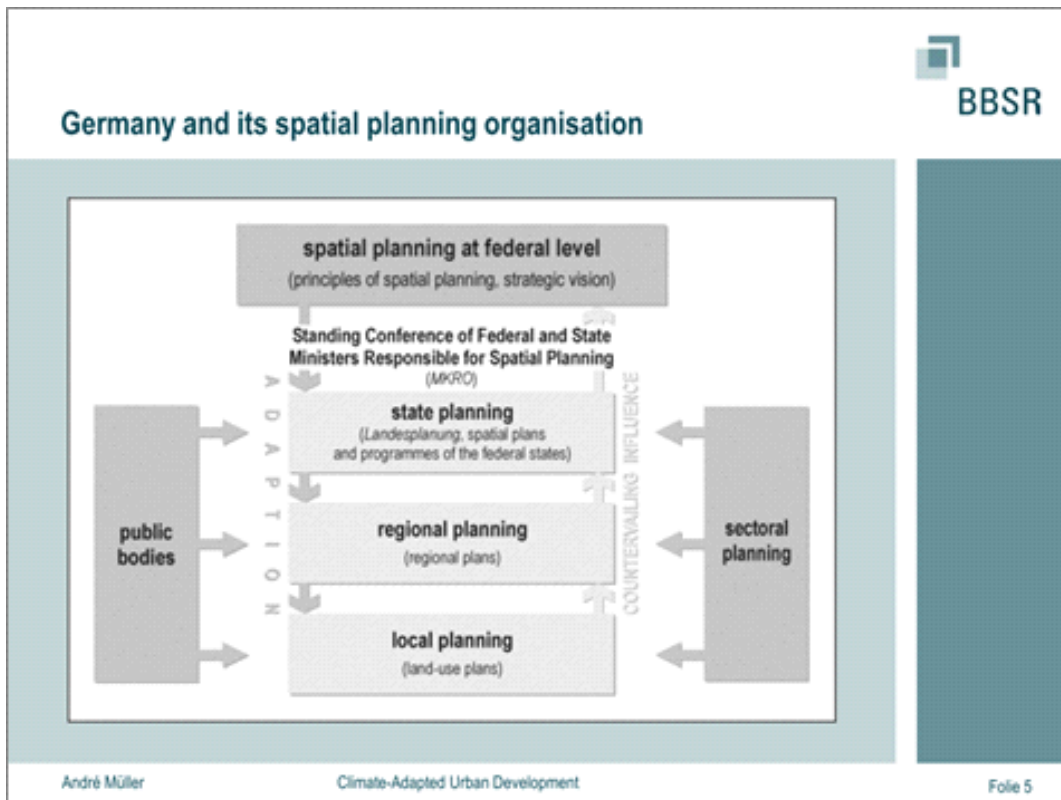 BBSR
Germany and its spatial planning organisation
spatial planning at federal level
(principles of spatial planning, strategic vision)
Standing Conference of Federal and State
Ministers Responsible for Spatial Planning
(MKRO)
ADAPTION
COUNTERVAILING INFLUENCE
state planning
(Landesplanung, spatial plans
and programmes of the federal states)
public
bodies
regional planning
(regional plans)
sectoral
planning
local planning
(land-use plans)
André Müller
Climate-Adapted Urban Development
Folie 5